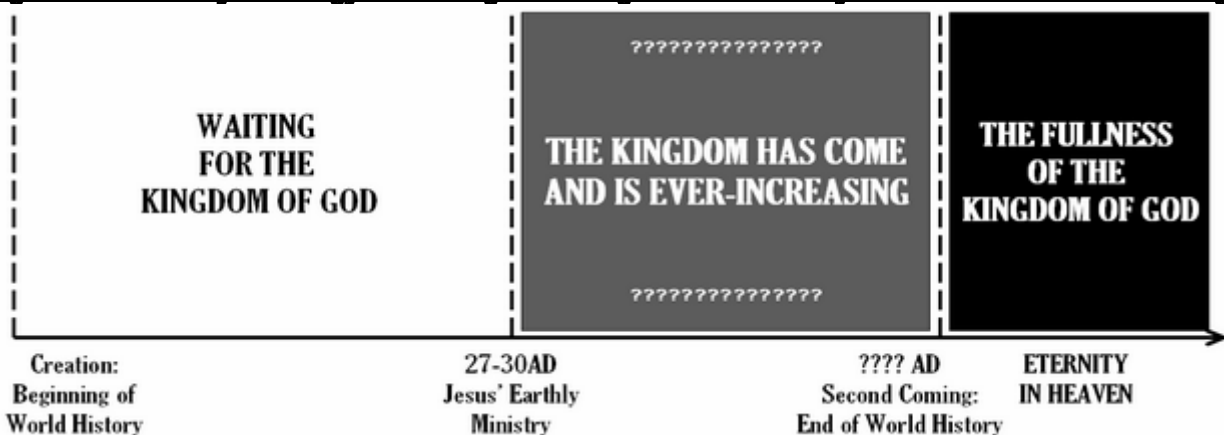 WAITING
FOR THE
KINGDOM OF GOD
???????????????
THE KINGDOM HAS COME
AND IS EVER-INCREASING
???????????????
THE FULLNESS
OF THE
KINGDOM OF GOD
Creation:
Beginning of
World History
27-30AD
Jesus' Earthly
Ministry
???? AD
Second Coming:
End of World History
ETERNITY
IN HEAVEN